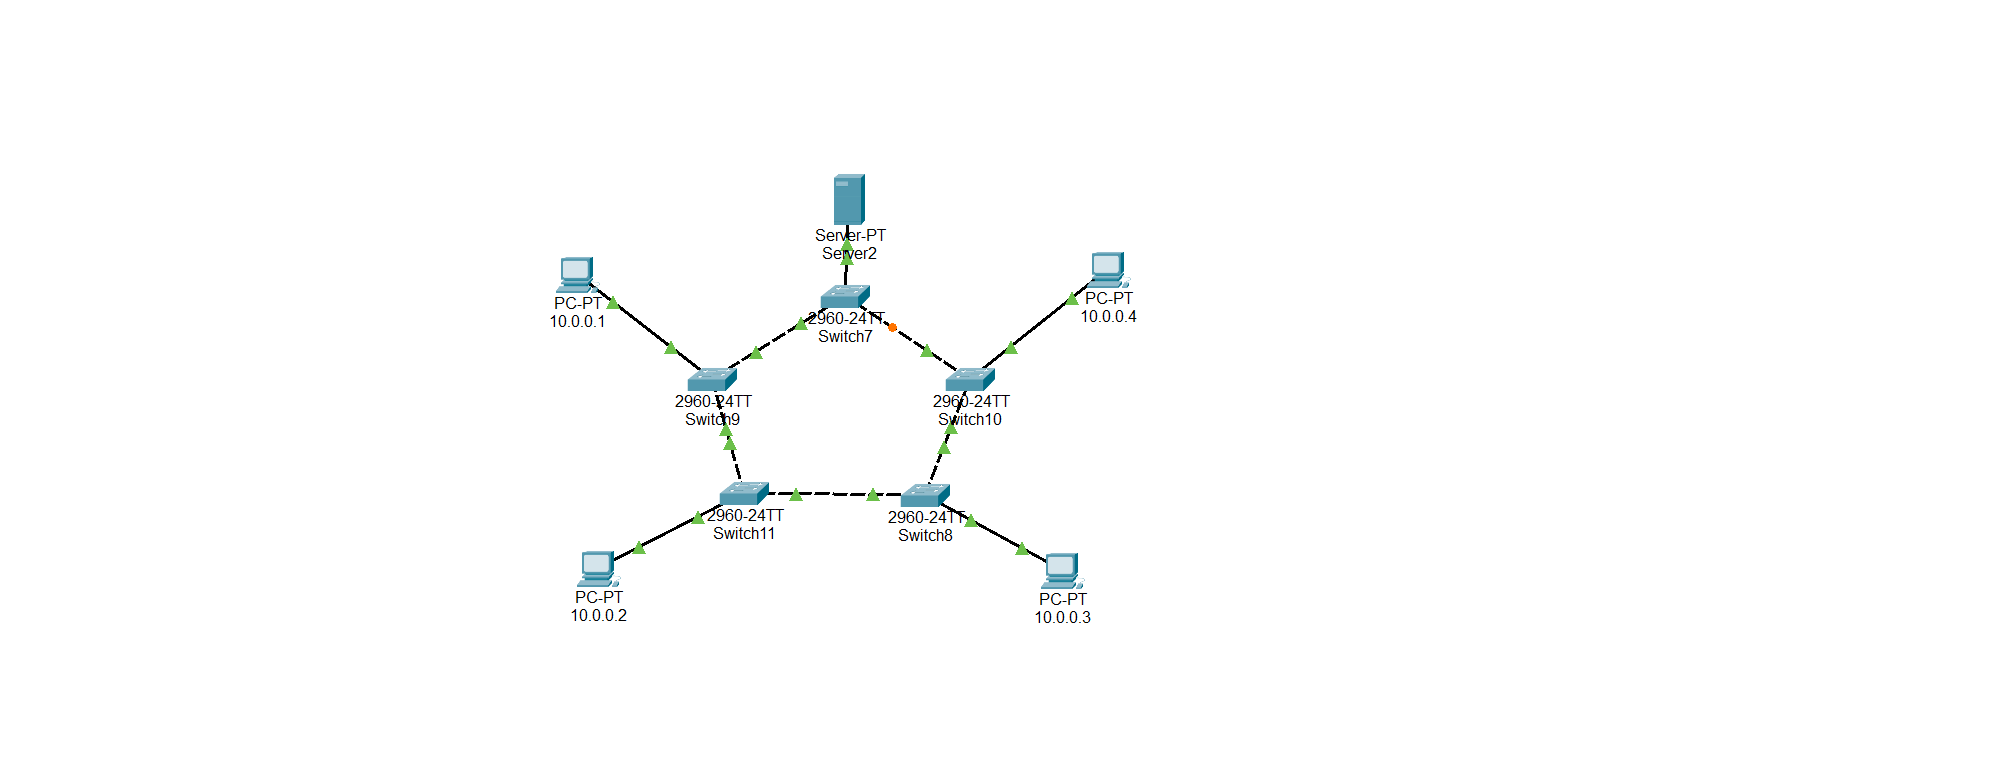 Server-PT
Server2
PC-PT
10.0.0.1
PC-PT
10.0.0.4
2960-24TT
Switch7
2960-24TT
Switch9
2960-24TT
Switch10
2960-24TT
Switch11
2960-24TT
Switch8
PC-PT
10.0.0.2
PC-PT
10.0.0.3